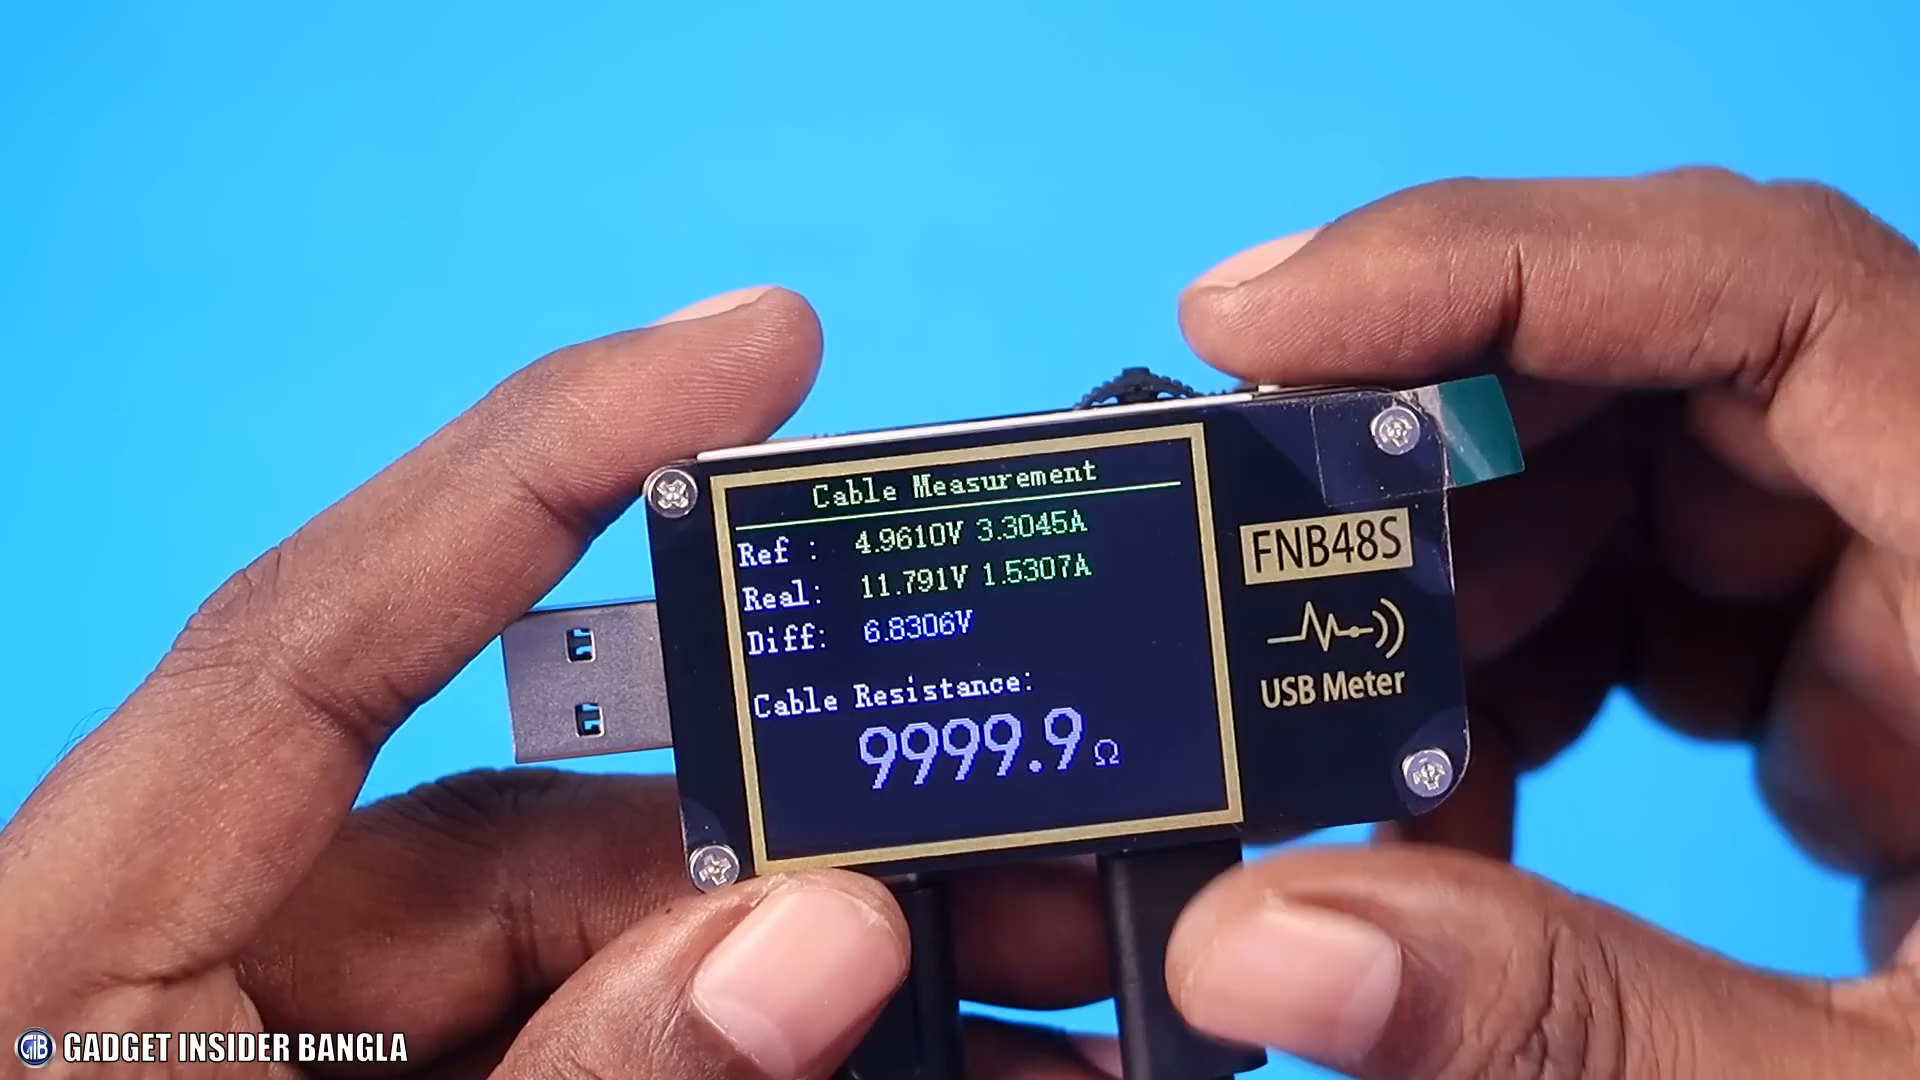 Cable Measurement
Ref : 4.9610V 3.3045A
Real: 11.791V 1.5307A
Diff: 6.8306V
Cable Resistance:
9999.9Ω
FNB48S
USB Meter
GIB GADGET INSIDER BANGLA